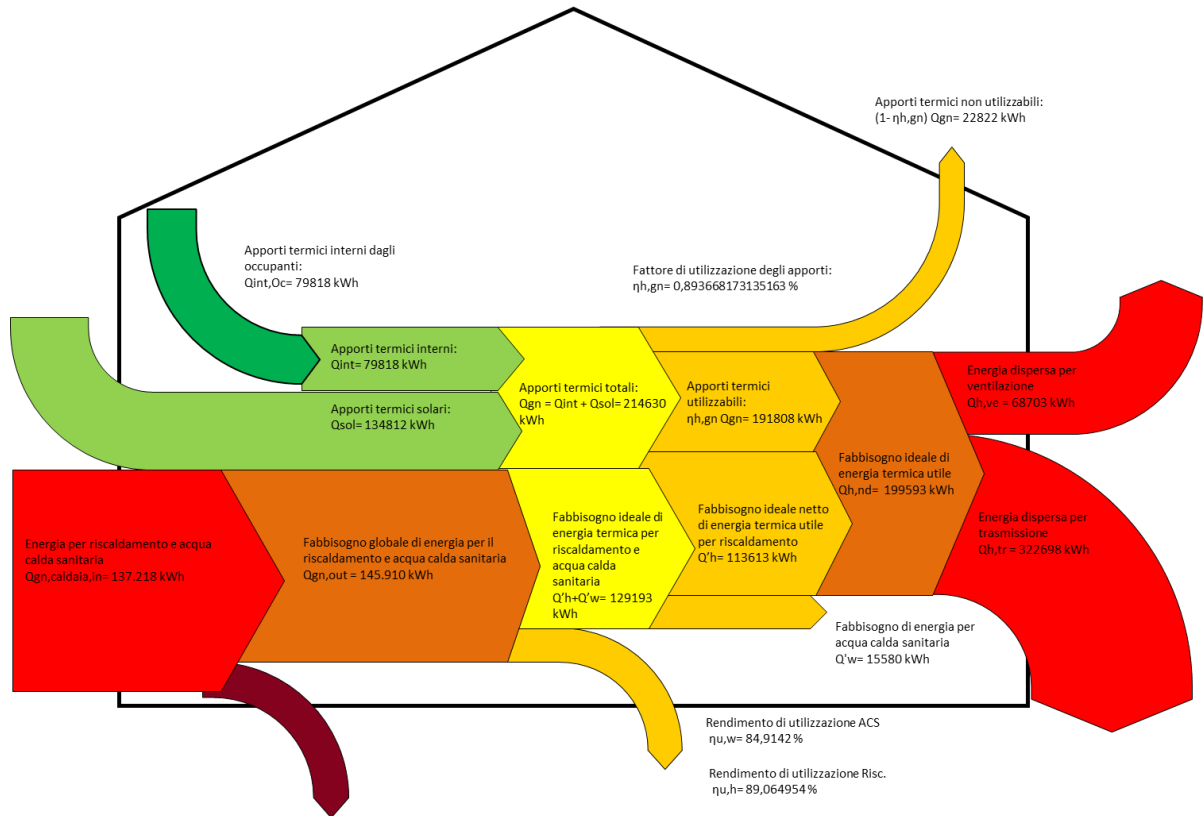 Apporti termici non utilizzabili:
(1- ηh,gn) Qgn= 22822 kWh
Apporti termici interni dagli
occupanti:
Qint,Oc= 79818 kWh
Fattore di utilizzazione degli apporti:
ηh,gn= 0,893668173135163 %
Apporti termici interni:
Qint= 79818 kWh
Apporti termici solari:
Qsol= 134812 kWh
Apporti termici totali:
Qgn = Qint + Qsol= 214630
kWh
Apporti termici
utilizzabili:
ηh,gn Qgn= 191808 kWh
Energia dispersa per
ventilazione
Qh,ve = 68703 kWh
Fabbisogno ideale di
energia termica utile
Qh,nd= 199593 kWh
Energia per riscaldamento e acqua
calda sanitaria
Qgn,caldaia,in= 137.218 kWh
Fabbisogno globale di energia per il
riscaldamento e acqua calda sanitaria
Qgn,out = 145.910 kWh
Fabbisogno ideale di
energia termica per
riscaldamento e
acqua calda
sanitaria
Q'h+Q'w= 129193
kWh
Fabbisogno ideale netto
di energia termica utile
per riscaldamento
Q'h= 113613 kWh
Energia dispersa per
trasmissione
Qh,tr = 322698 kWh
Fabbisogno di energia per
acqua calda sanitaria
Q'w= 15580 kWh
Rendimento di utilizzazione ACS
ηu,w= 84,9142 %
Rendimento di utilizzazione Risc.
ηu,h= 89,064954 %